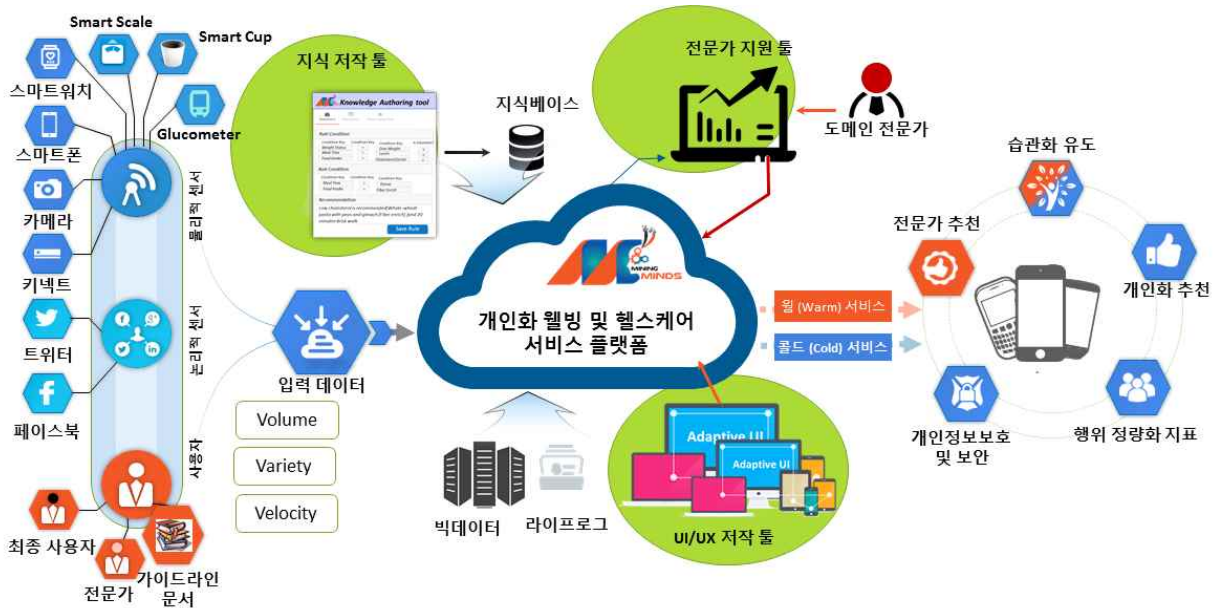 Smart Scale
Smart Cup
스마트워치
Glucometer
스마트폰
카메라
키넥트
트위터
페이스북
물리적 센서
논리적 센서
사용자
최종 사용자
전문가
가이드라인
문서
입력 데이터
Volume
Variety
Velocity
지식 저작 툴
Knowledge Authoring tool
Save Rule
지식베이스
전문가 지원 툴
도메인 전문가
&
MINING
MINDS
개인화 웰빙 및 헬스케어
서비스 플랫폼
빅데이터
라이프로그
Adaptive UI
Adaptive UI
UI/UX 저작 툴
웜 (Warm) 서비스
콜드 (Cold) 서비스
습관화 유도
전문가 추천
개인화 추천
개인정보보호
및 보안
행위 정량화 지표